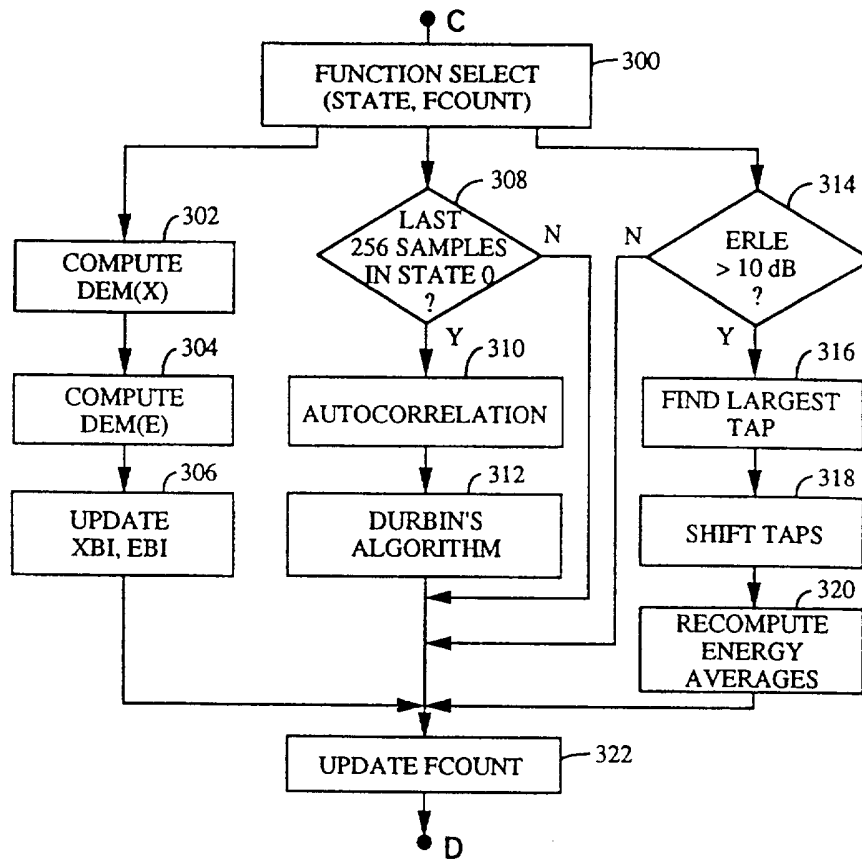 C
FUNCTION SELECT
(STATE, FCOUNT)
300
302
COMPUTE
DEM(X)
304
COMPUTE
DEM(E)
306
UPDATE
XBI, EBI
308
LAST
256 SAMPLES
IN STATE 0
?
N
Y
310
AUTOCORRELATION
312
DURBIN'S
ALGORITHM
314
N
ERLE
> 10 dB
?
Y
316
FIND LARGEST
TAP
318
SHIFT TAPS
320
RECOMPUTE
ENERGY
AVERAGES
UPDATE FCOUNT
322
D